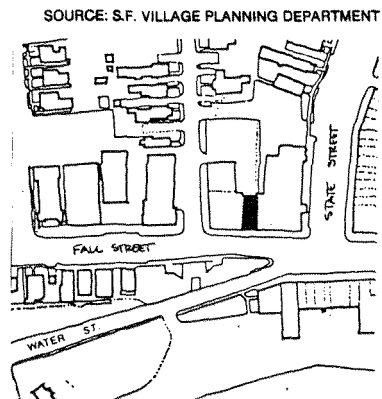 SOURCE: S.F. VILLAGE PLANNING DEPARTMENT
STATE STREET
FALL STREET
WATER ST.